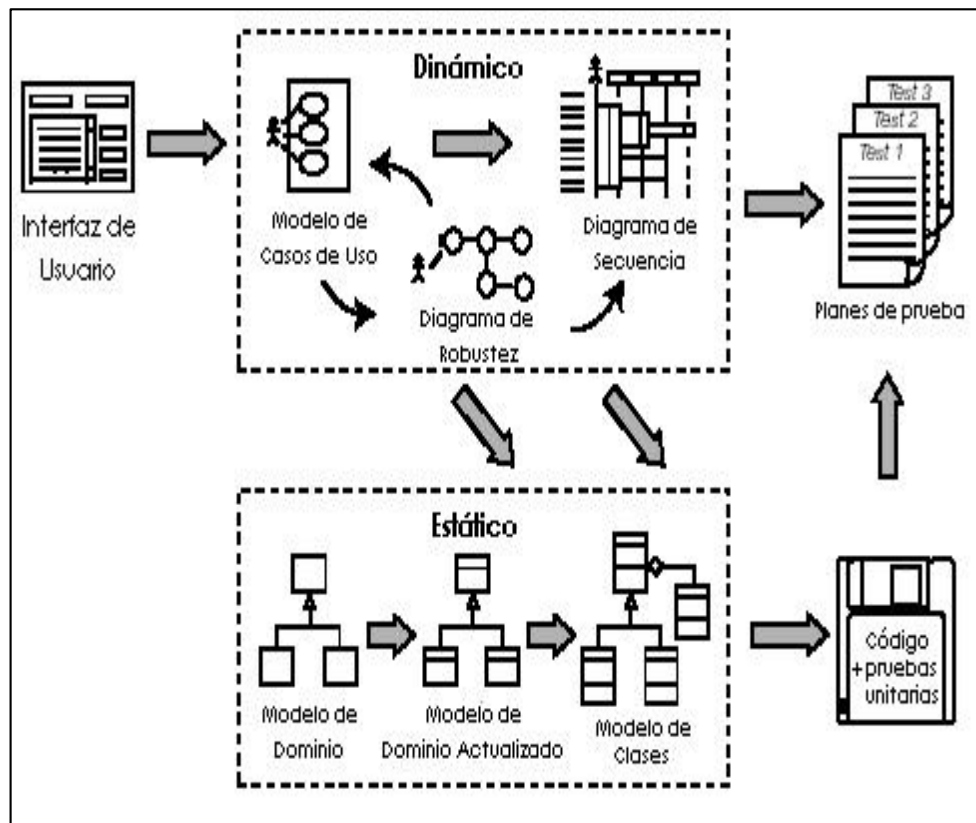 Dinámico
Interfaz de
Usuario
Modelo de
Casos de Uso
Diagrama de
Robustez
Diagrama de
Secuencia
Test 3
Test 2
Test 1
Planes de prueba
Estático
Modelo de
Dominio
Modelo de
Dominio Actualizado
Modelo de
Clases
Código
+pruebas
unitarias